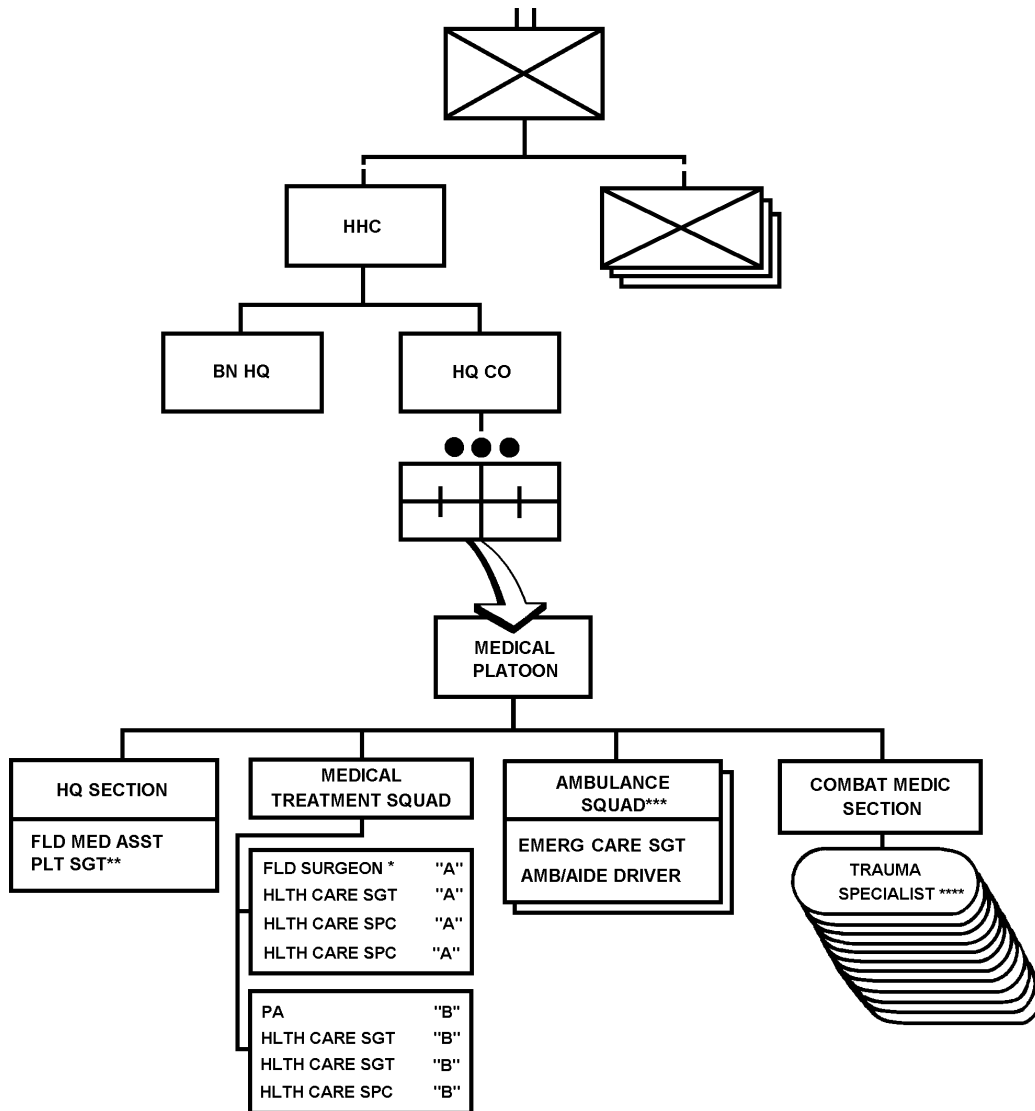 HHC
BN HQ
HQ CO
MEDICAL
PLATOON
HQ SECTION
FLD MED ASST
PLT SGT**
MEDICAL
TREATMENT SQUAD
FLD SURGEON * "A"
HLTH CARE SGT "A"
HLTH CARE SPC "A"
HLTH CARE SPC "A"
PA "B"
HLTH CARE SGT "B"
HLTH CARE SGT "B"
HLTH CARE SPC "B"
AMBULANCE
SQUAD***
EMERG CARE SGT
AMB/AIDE DRIVER
COMBAT MEDIC
SECTION
TRAUMA
SPECIALIST ****